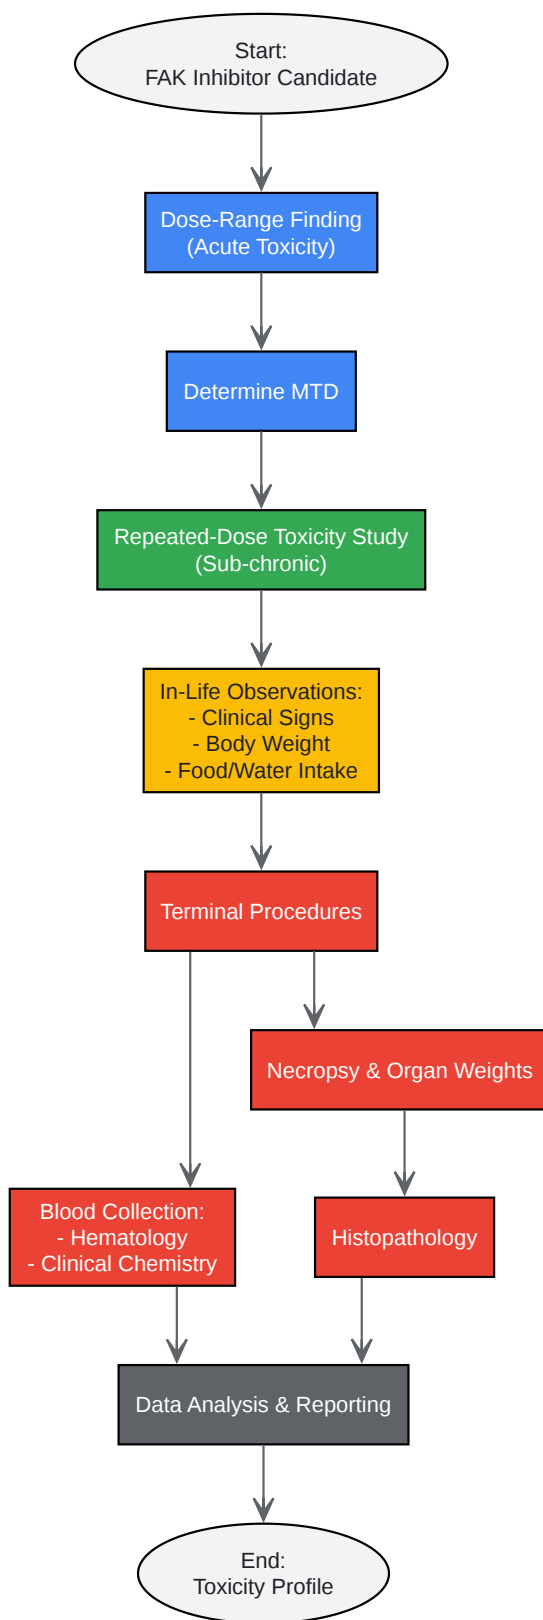 Start:
FAK Inhibitor Candidate
Dose-Range Finding
(Acute Toxicity)
Determine MTD
Repeated-Dose Toxicity Study
(Sub-chronic)
In-Life Observations:
- Clinical Signs
- Body Weight
- Food/Water Intake
Terminal Procedures
Necropsy & Organ Weights
Blood Collection:
- Hematology
- Clinical Chemistry
Histopathology
Data Analysis & Reporting
End:
Toxicity Profile